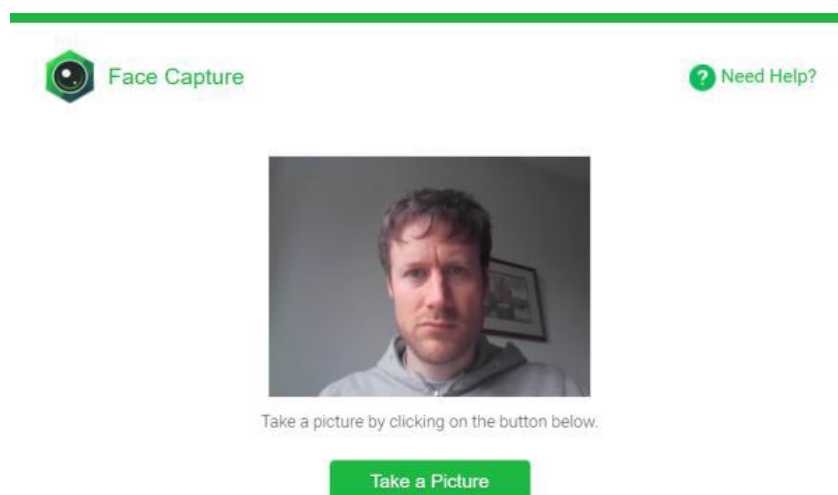 Face Capture
Need Help?
Take a picture by clicking on the button below.
Take a Picture